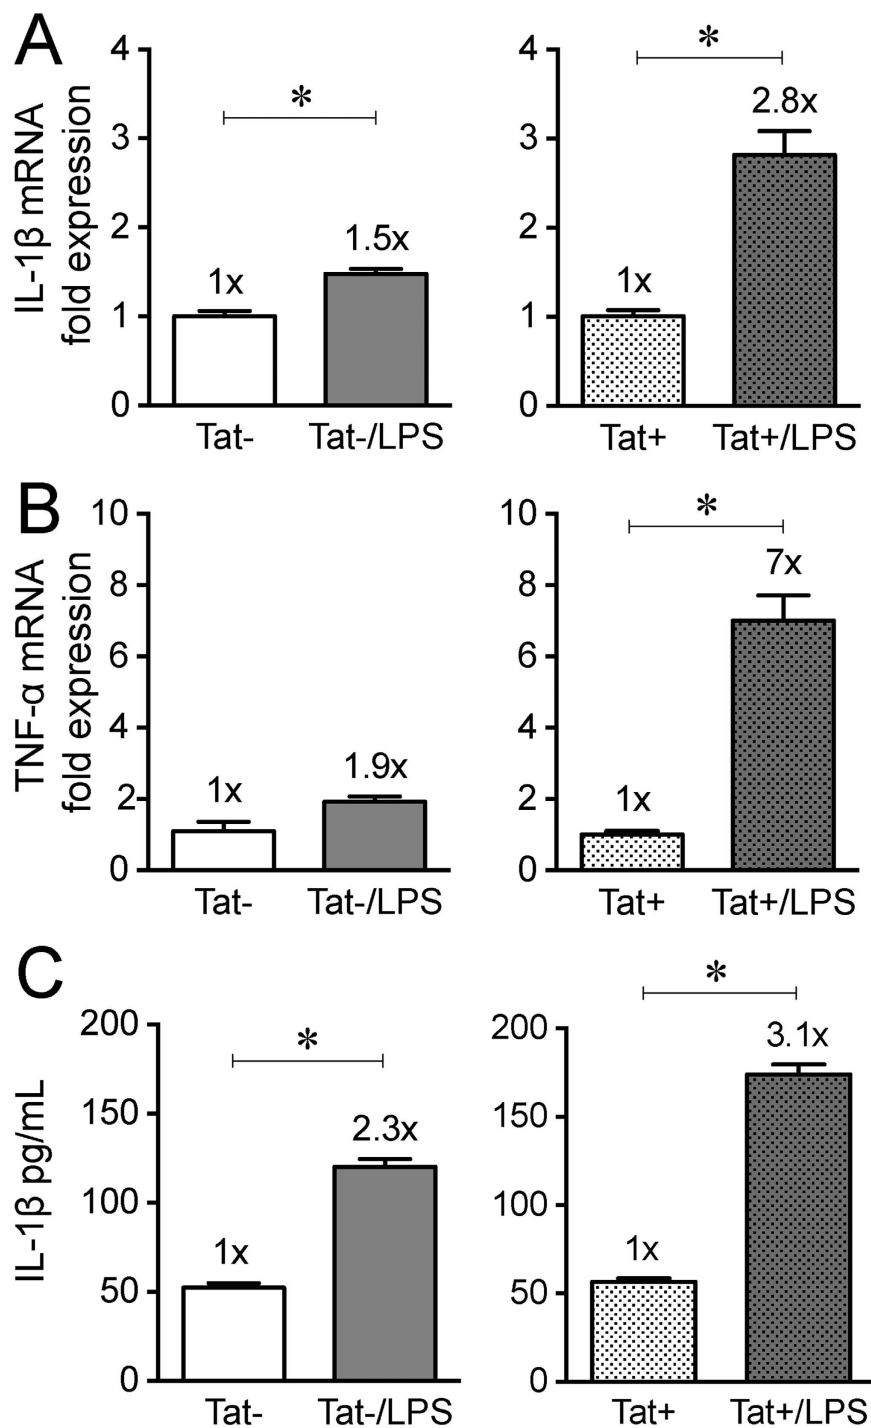 A
IL-1β mRNA
fold expression
4
3
2
1
0
*
1x
1.5x
Tat-
Tat-/LPS
4
3
2
1
0
*
1x
2.8x
Tat+
Tat+/LPS
B
TNF-α mRNA
fold expression
10
8
6
4
2
0
1x
1.9x
Tat-
Tat-/LPS
10
8
6
4
2
0
*
1x
7x
Tat+
Tat+/LPS
C
IL-1β pg/mL
200
150
100
50
0
*
1x
2.3x
Tat-
Tat-/LPS
200
150
100
50
0
*
1x
3.1x
Tat+
Tat+/LPS